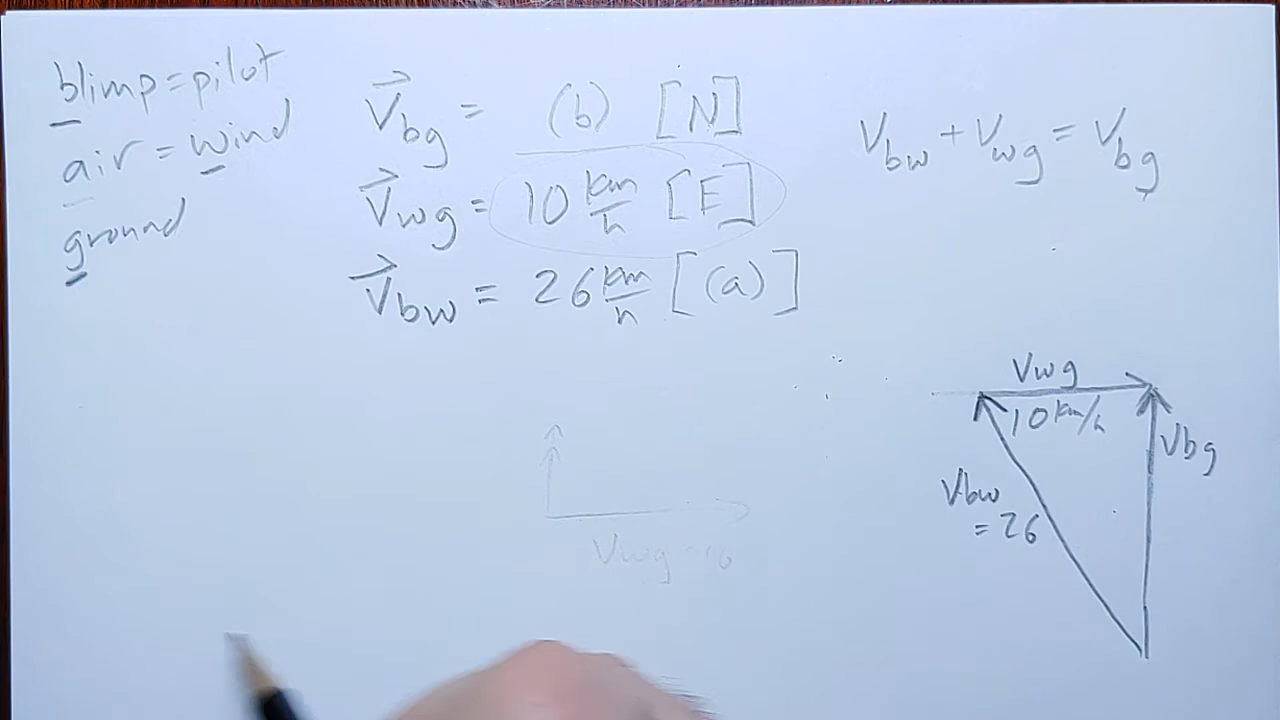 blimp = pilot
air = wind
ground
V⃗bg = (b) [N]
V⃗wg = 10 km/h [E]
V⃗bw = 26 km/h [(a)]
Vbw + Vwg = Vbg
Vwg
10 km/h
Vbg
Vbw
= 26
Vwg